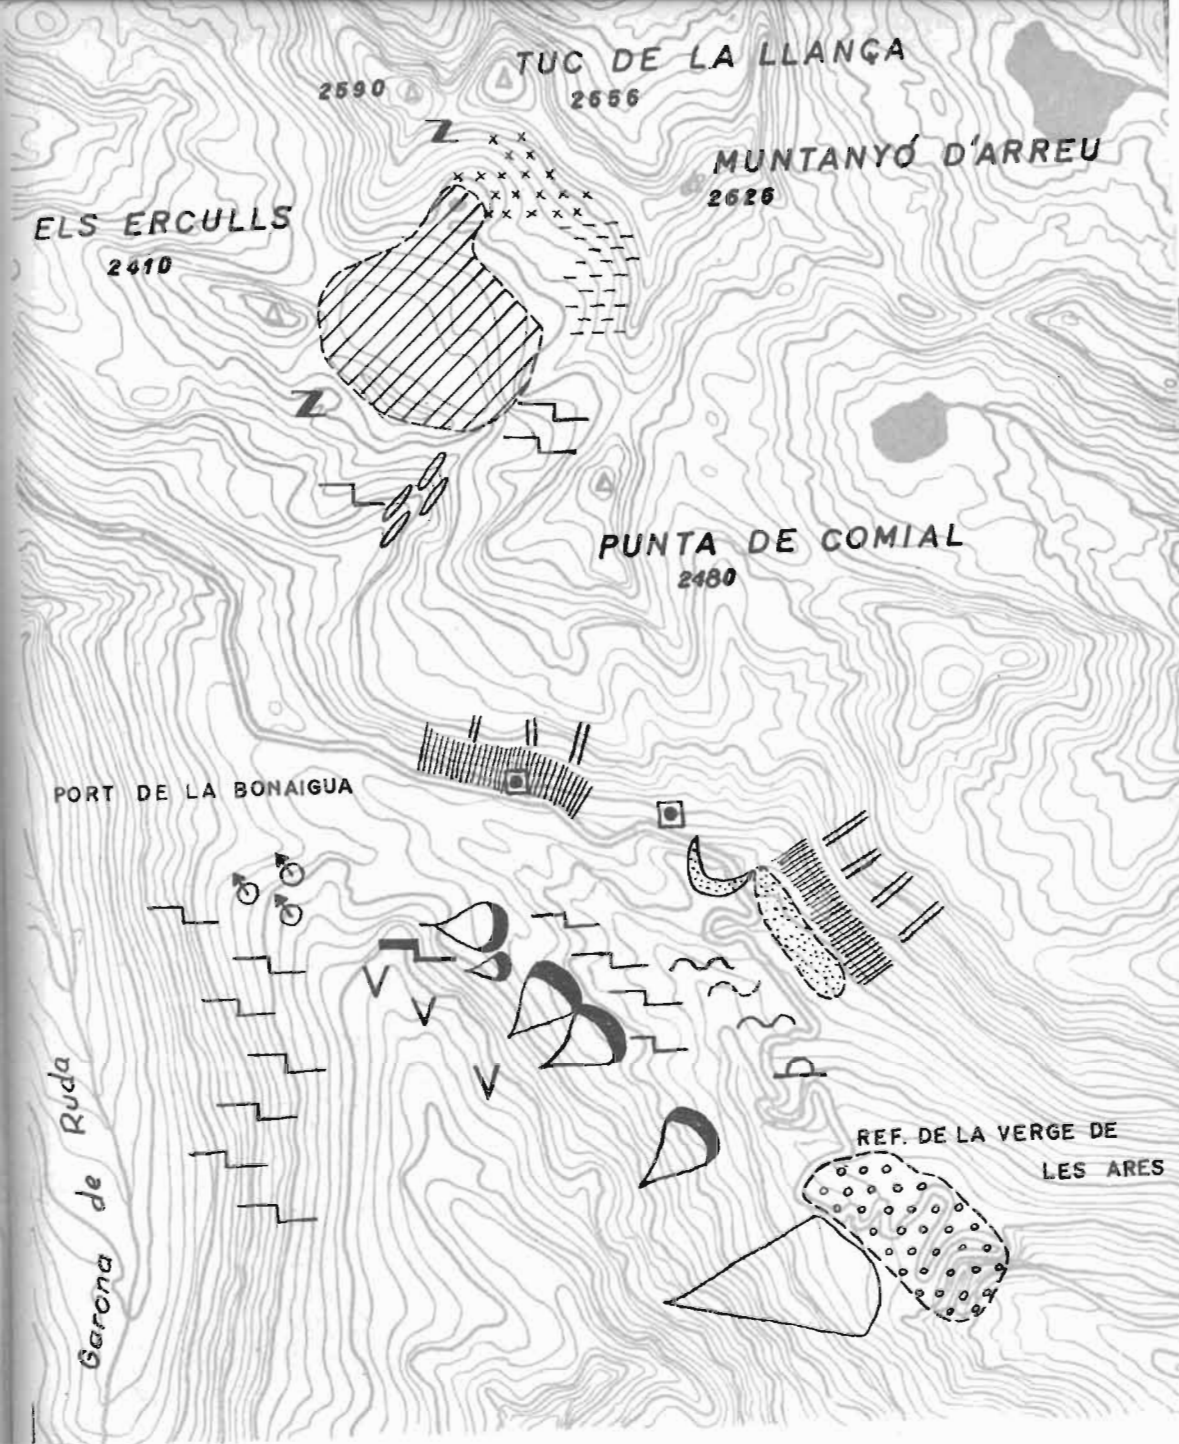 TUC DE LA LLANÇA
2590
2656
MUNTANYÓ D'ARREU
2626
ELS ERCULLS
2410
PUNTA DE COMIAL
2480
PORT DE LA BONAIGUA
Garona de Ruda
REF. DE LA VERGE DE
LES ARES